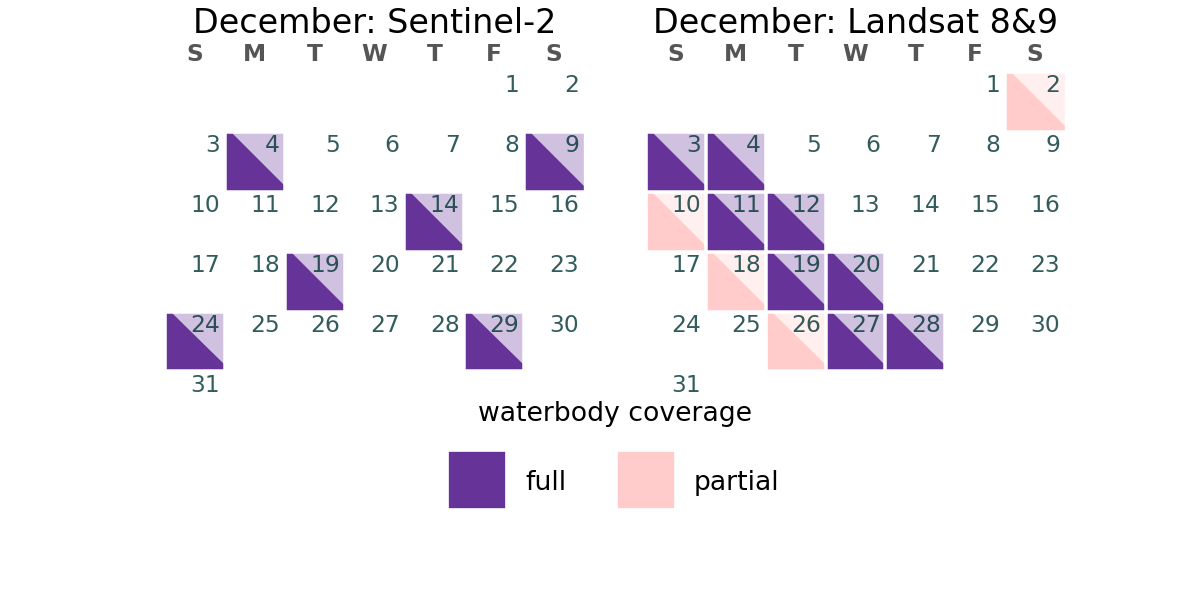 December: Sentinel-2
S M T W T F S
1 2
3 4 5 6 7 8 9
10 11 12 13 14 15 16
17 18 19 20 21 22 23
24 25 26 27 28 29 30
31
December: Landsat 8&9
S M T W T F S
1 2
3 4 5 6 7 8 9
10 11 12 13 14 15 16
17 18 19 20 21 22 23
24 25 26 27 28 29 30
31
waterbody coverage
full partial